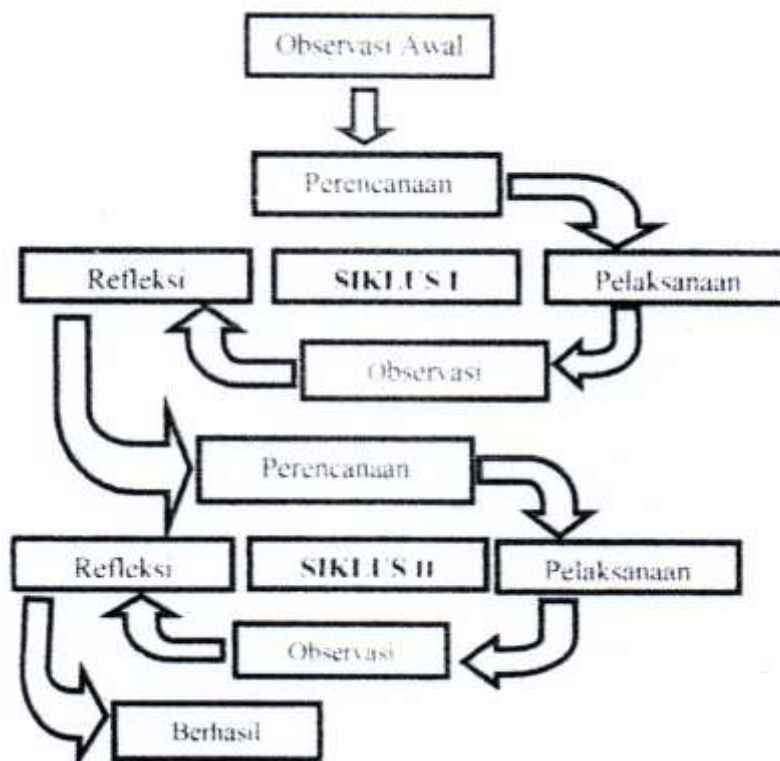 Observasi Awal
Perencanaan
Refleksi
SIKLUS I
Pelaksanaan
Observasi
Perencanaan
Refleksi
SIKLUS II
Pelaksanaan
Observasi
Berhasil